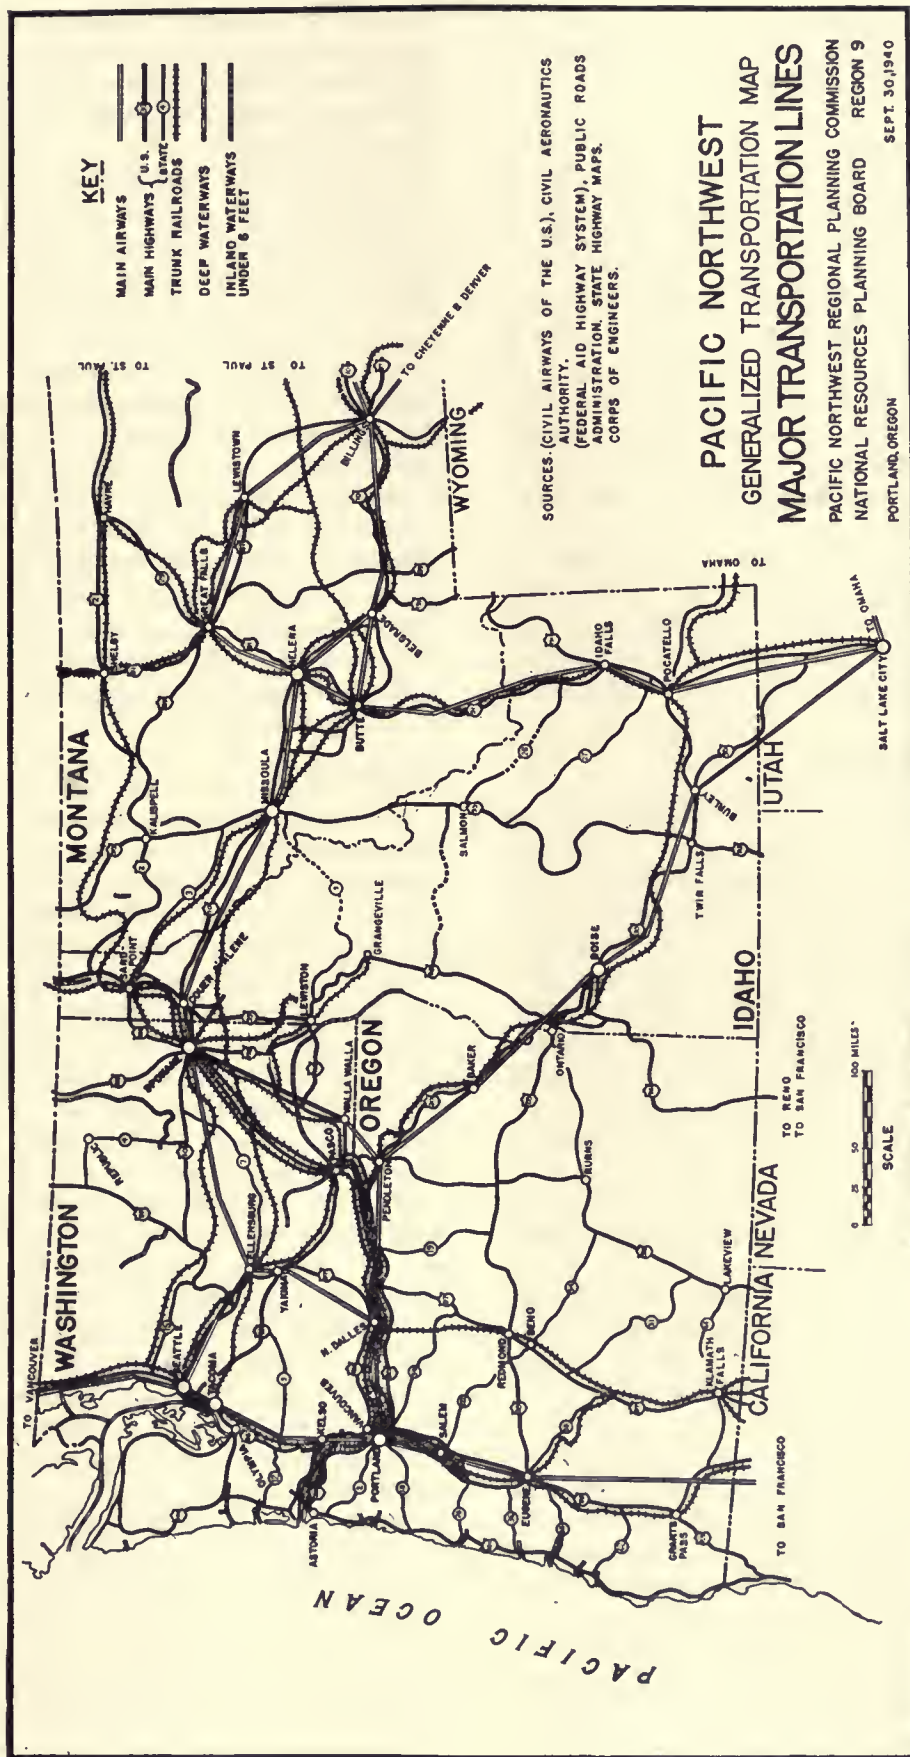 KEY
MAIN AIRWAYS
MAIN HIGHWAYS { U.S.
STATE
TRUNK RAILROADS
DEEP WATERWAYS
INLAND WATERWAYS
UNDER 6 FEET
SOURCES. (CIVIL AIRWAYS OF THE U.S.), CIVIL AERONAUTICS
AUTHORITY.
(FEDERAL AID HIGHWAY SYSTEM), PUBLIC ROADS
ADMINISTRATION. STATE HIGHWAY MAPS.
CORPS OF ENGINEERS.
PACIFIC NORTHWEST
GENERALIZED TRANSPORTATION MAP
MAJOR TRANSPORTATION LINES
PACIFIC NORTHWEST REGIONAL PLANNING COMMISSION
NATIONAL RESOURCES PLANNING BOARD REGION 9
PORTLAND, OREGON SEPT. 30, 1940
TO VANCOUVER
WASHINGTON
MONTANA
OREGON
IDAHO
WYOMING
UTAH
CALIFORNIA
NEVADA
PACIFIC OCEAN
SEATTLE
TACOMA
OLYMPIA
KELSO
VANCOUVER
ASTORIA
PORTLAND
SALEM
EUGENE
GRANTS
PASS
KLAMATH
FALLS
LAKEVIEW
REDMOND
BEND
BURNS
N. DALLES
YAKIMA
ELLENSBURG
REPUBLIC
SPOKANE
PASCO
WALLA WALLA
PENDLETON
BAKER
ONTARIO
BOISE
LEWISTON
GRANGEVILLE
COUER D'ALENE
SAND
POINT
KALISPELL
MISSOULA
SALMON
TWIN FALLS
BURLEY
POCATELLO
IDAHO
FALLS
BUTTE
HELENA
BELGRADE
GREAT FALLS
SHELBY
HAVRE
LEWISTOWN
BILLINGS
SALT LAKE CITY
TO ST. PAUL
TO ST PAUL
TO CHEYENNE & DENVER
TO OMAHA
TO OMAHA
TO RENO
TO SAN FRANCISCO
TO SAN FRANCISCO
0 25 50 100 MILES
SCALE